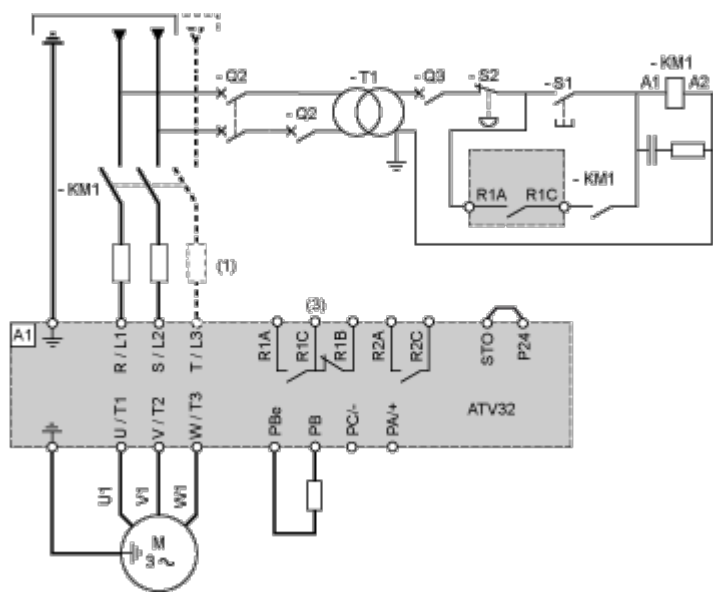 - Q2
- T1
- Q3
- S2
- S1
- KM1
A1
A2
- Q2
- KM1
R1A
R1C
- KM1
(1)
(3)
A1
R / L1
S / L2
T / L3
R1A
R1C
R1B
R2A
R2C
STO
P24
ATV32
U / T1
V / T2
W / T3
PBe
PB
PC/-
PA/+
U1
V1
W1
M
3 ~